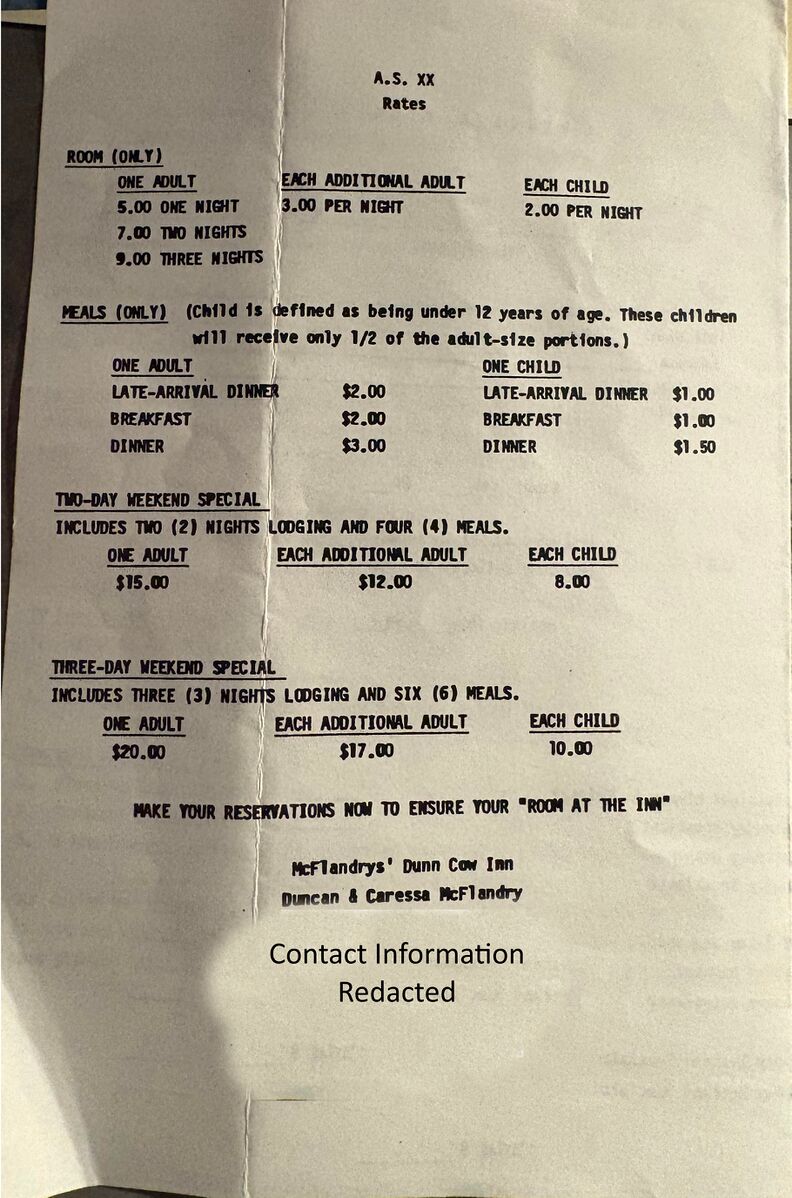 A.S. XX
Rates
ROOM (ONLY)
ONE ADULT EACH ADDITIONAL ADULT EACH CHILD
5.00 ONE NIGHT 3.00 PER NIGHT 2.00 PER NIGHT
7.00 TWO NIGHTS
9.00 THREE NIGHTS
MEALS (ONLY) (Child is defined as being under 12 years of age. These children
will receive only 1/2 of the adult-size portions.)
ONE ADULT ONE CHILD
LATE-ARRIVAL DINNER $2.00 LATE-ARRIVAL DINNER $1.00
BREAKFAST $2.00 BREAKFAST $1.00
DINNER $3.00 DINNER $1.50
TWO-DAY WEEKEND SPECIAL
INCLUDES TWO (2) NIGHTS LODGING AND FOUR (4) MEALS.
ONE ADULT EACH ADDITIONAL ADULT EACH CHILD
$15.00 $12.00 8.00
THREE-DAY WEEKEND SPECIAL
INCLUDES THREE (3) NIGHTS LODGING AND SIX (6) MEALS.
ONE ADULT EACH ADDITIONAL ADULT EACH CHILD
$20.00 $17.00 10.00
MAKE YOUR RESERVATIONS NOW TO ENSURE YOUR "ROOM AT THE INN"
McFlandrys' Dunn Cow Inn
Duncan & Caressa McFlandry
Contact Information
Redacted